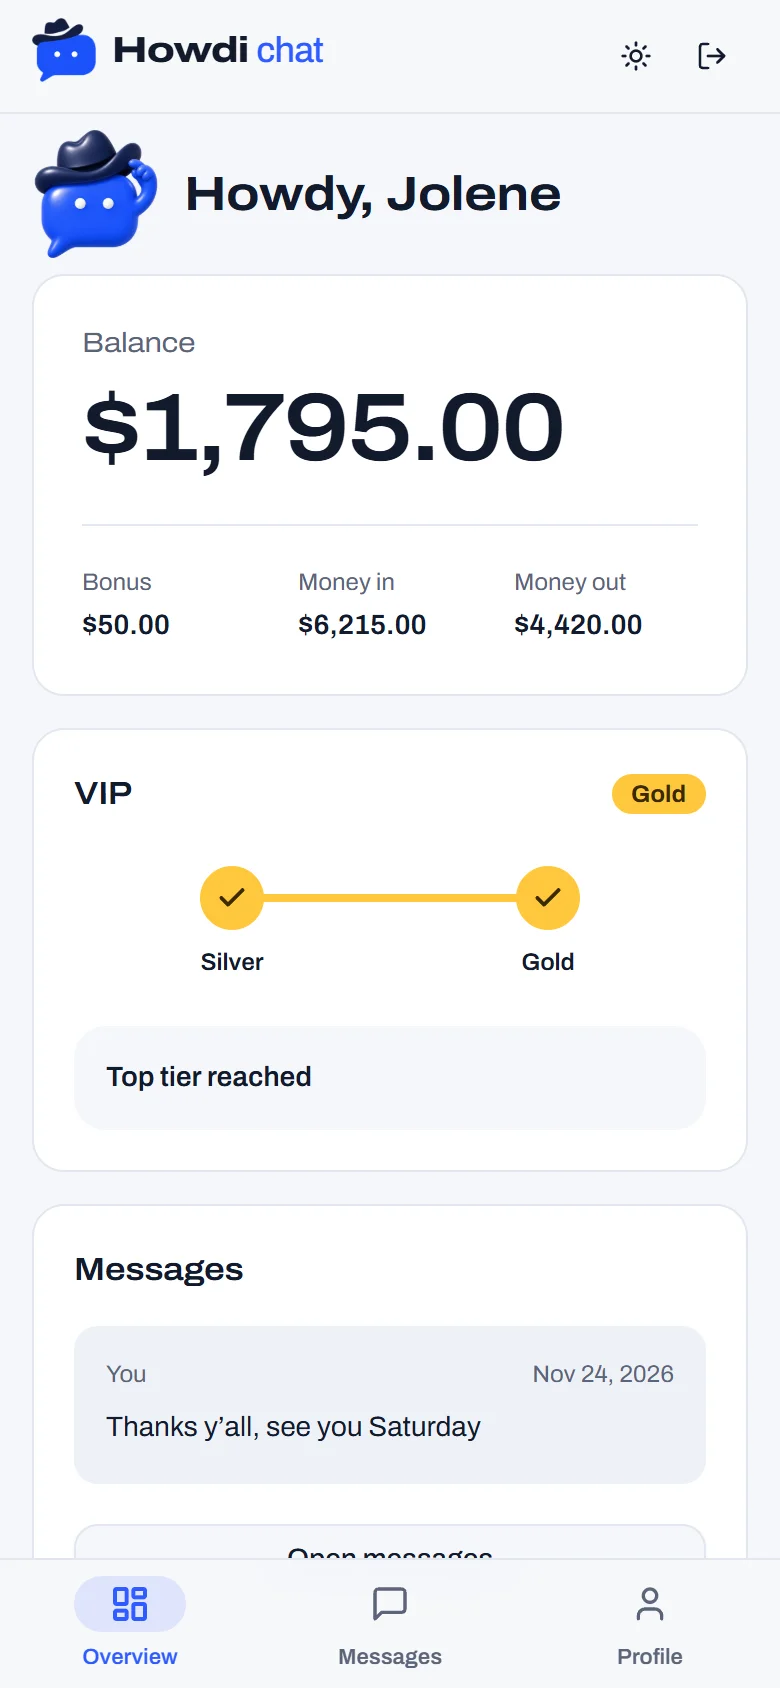 Howdi chat
Howdy, Jolene
Balance
$1,795.00
Bonus Money in Money out
$50.00 $6,215.00 $4,420.00
VIP Gold
Silver Gold
Top tier reached
Messages
You Nov 24, 2026
Thanks y’all, see you Saturday
Open messages
Overview Messages Profile